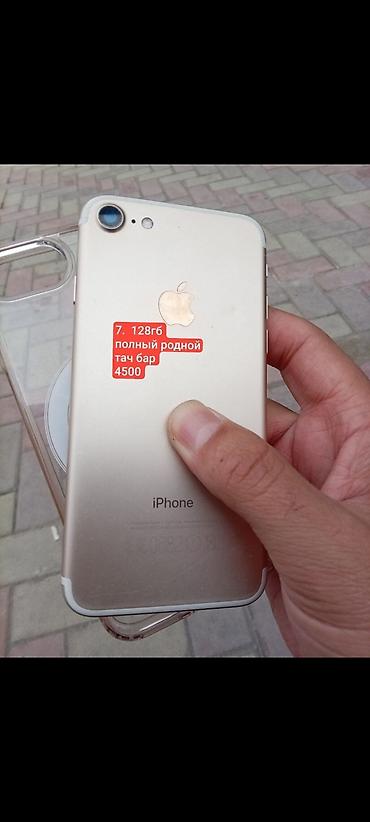 7. 128гб
полный родной
тач бар
4500
iPhone